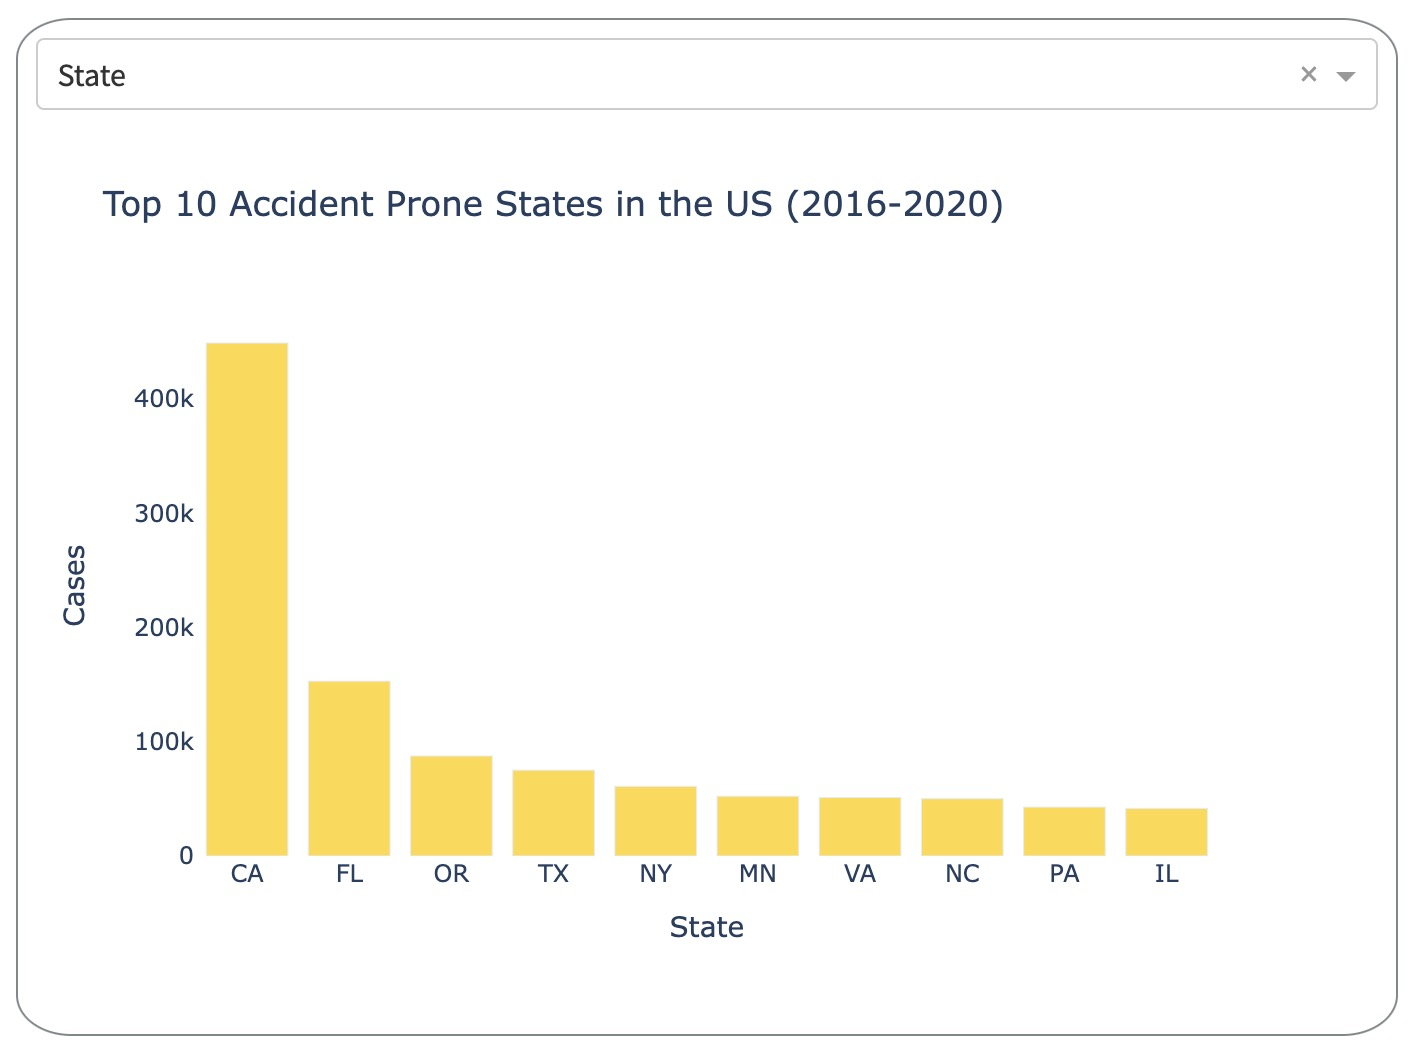 State
Top 10 Accident Prone States in the US (2016-2020)
400k
300k
200k
100k
0
Cases
CA FL OR TX NY MN VA NC PA IL
State